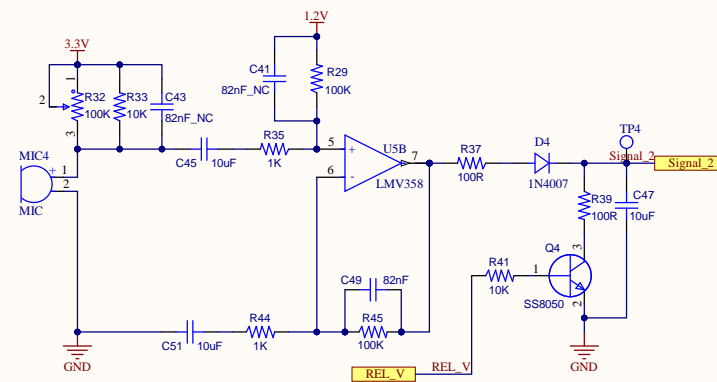 1.2V
3.3V
C41
82nF_NC
R29
100K
1
2
3
R32
100K
R33
10K
C43
82nF_NC
TP4
MIC4
1
2
+
MIC
C45
10uF
R35
1K
5
6
7
+
-
U5B
LMV358
R37
100R
D4
1N4007
Signal_2
Signal_2
R39
100R
C47
10uF
Q4
3
1
2
SS8050
R41
10K
C49
82nF
R45
100K
C51
10uF
R44
1K
GND
GND
REL_V
REL_V